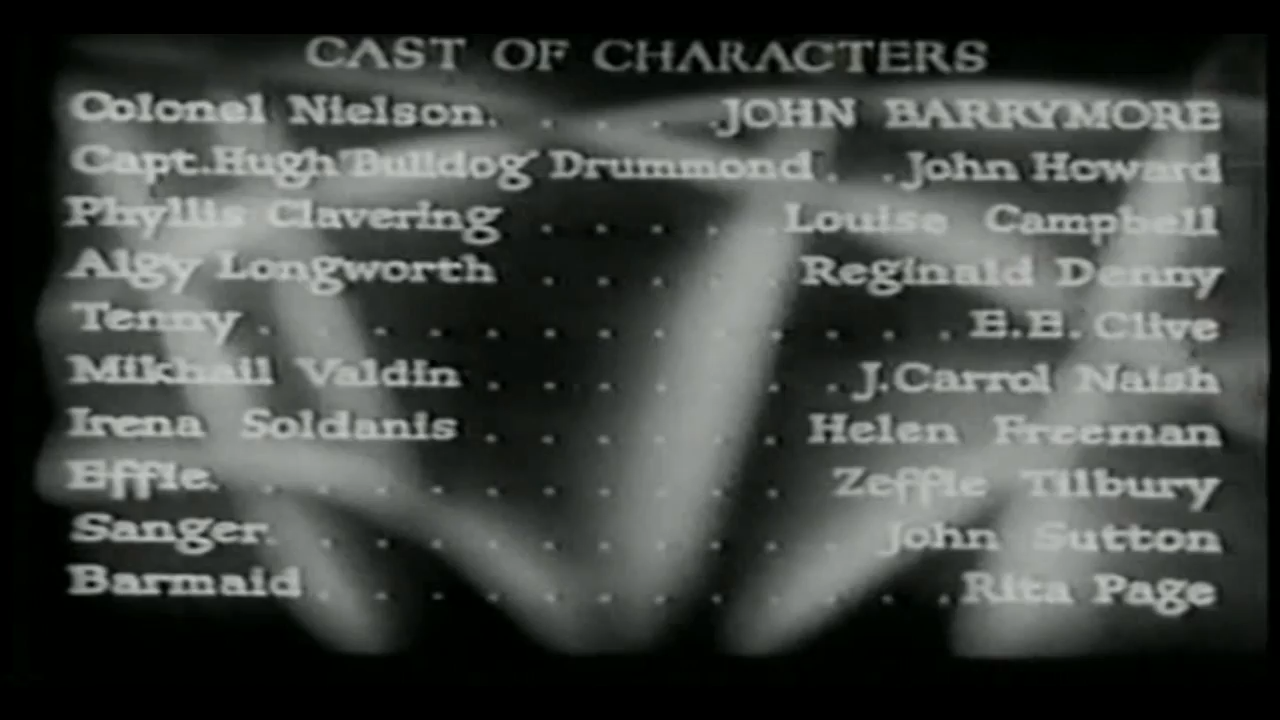 CAST OF CHARACTERS
Colonel Nielson. . . . .JOHN BARRYMORE
Capt.Hugh'Bulldog' Drummond. . .John Howard
Phyllis Clavering . . . . Louise Campbell
Algy Longworth . . . . Reginald Denny
Tenny . . . . . . . . . . . . . E.E. Clive
Mikhail Valdin . . . . . . . J.Carrol Naish
Irena Soldanis . . . . . . Helen Freeman
Effie. . . . . . . . . . . Zeffie Tilbury
Sanger. . . . . . . . . . . John Sutton
Barmaid . . . . . . . . . . . . Rita Page